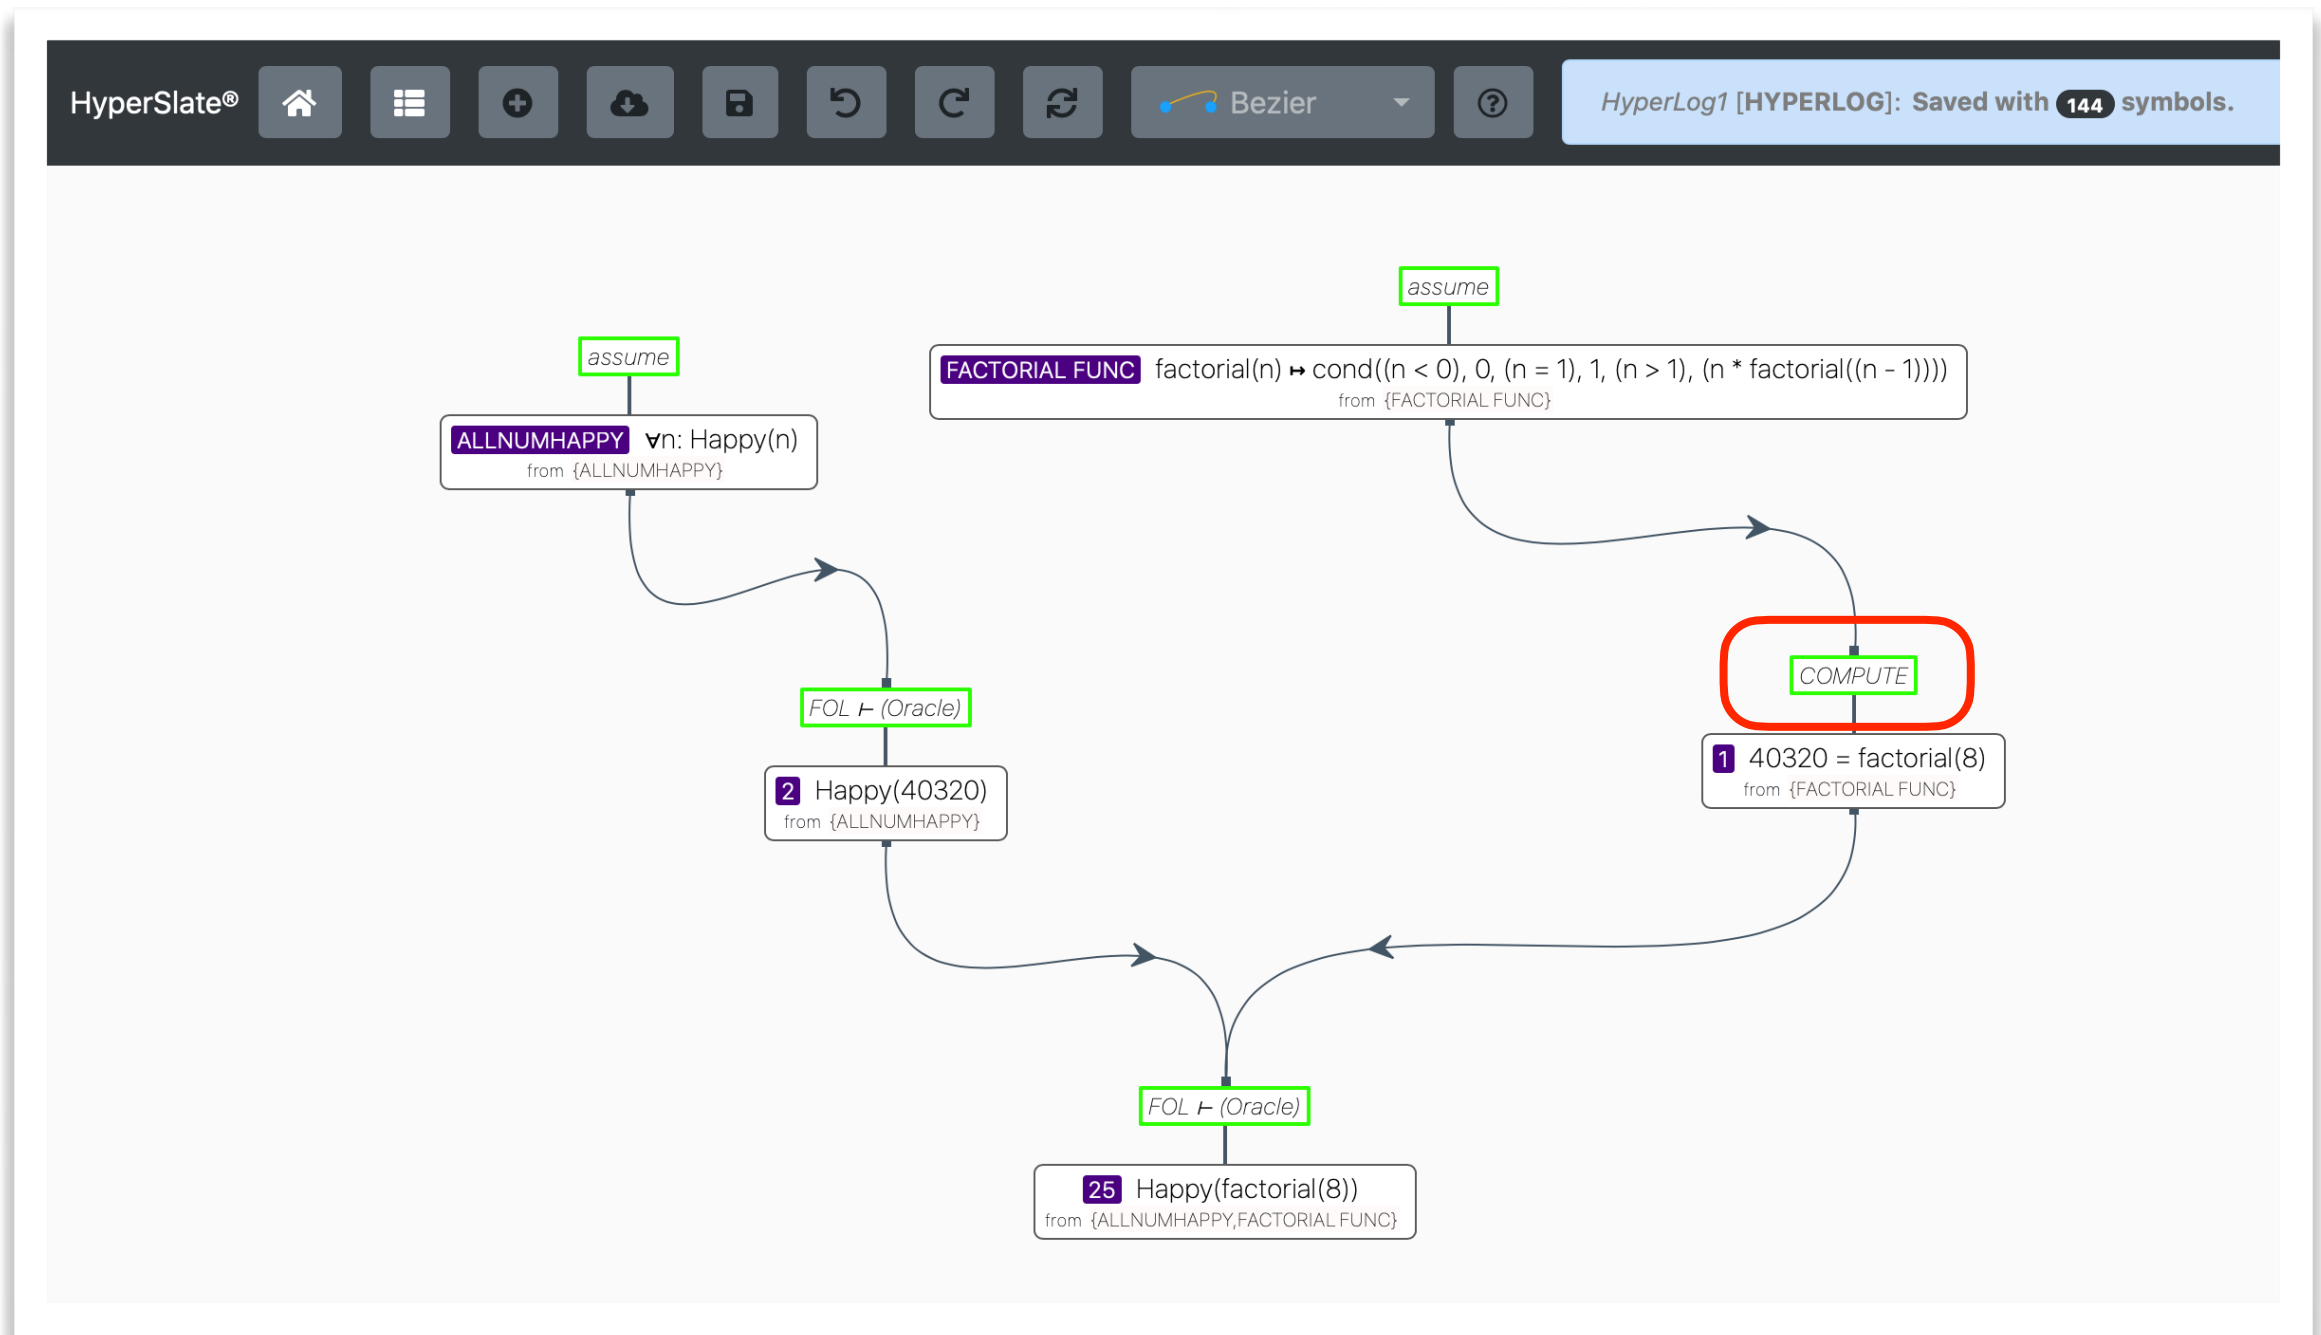 HyperSlate® Bezier HyperLog1 [HYPERLOG]: Saved with 144 symbols.
assume
FACTORIAL FUNC factorial(n) ↦ cond((n < 0), 0, (n = 1), 1, (n > 1), (n * factorial((n - 1))))
from {FACTORIAL FUNC}
assume
ALLNUMHAPPY ∀n: Happy(n)
from {ALLNUMHAPPY}
COMPUTE
1 40320 = factorial(8)
from {FACTORIAL FUNC}
FOL ⊢ (Oracle)
2 Happy(40320)
from {ALLNUMHAPPY}
FOL ⊢ (Oracle)
25 Happy(factorial(8))
from {ALLNUMHAPPY,FACTORIAL FUNC}